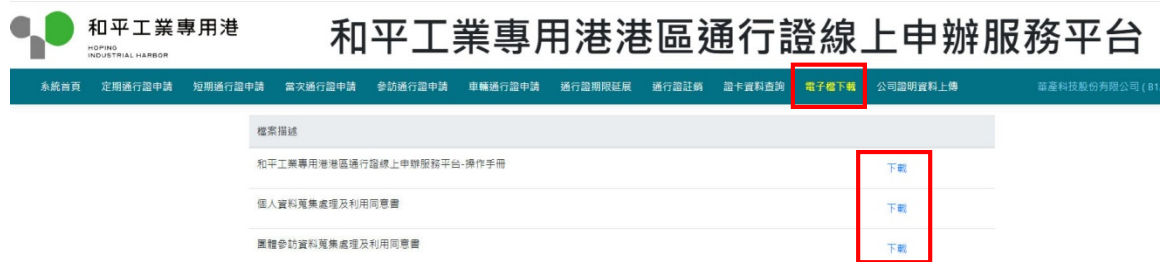 和平工業專用港
HOPING
INDUSTRIAL HARBOR
和平工業專用港港區通行證線上申辦服務平台
系統首頁 定期通行證申請 短期通行證申請 當次通行證申請 參訪通行證申請 車輛通行證申請 通行證期限延展 通行證註銷 證卡資料查詢 電子檔下載 公司證明資料上傳 華產科技股份有限公司 ( 81
檔案描述
和平工業專用港港區通行證線上申辦服務平台-操作手冊 下載
個人資料蒐集處理及利用同意書 下載
團體參訪資料蒐集處理及利用同意書 下載